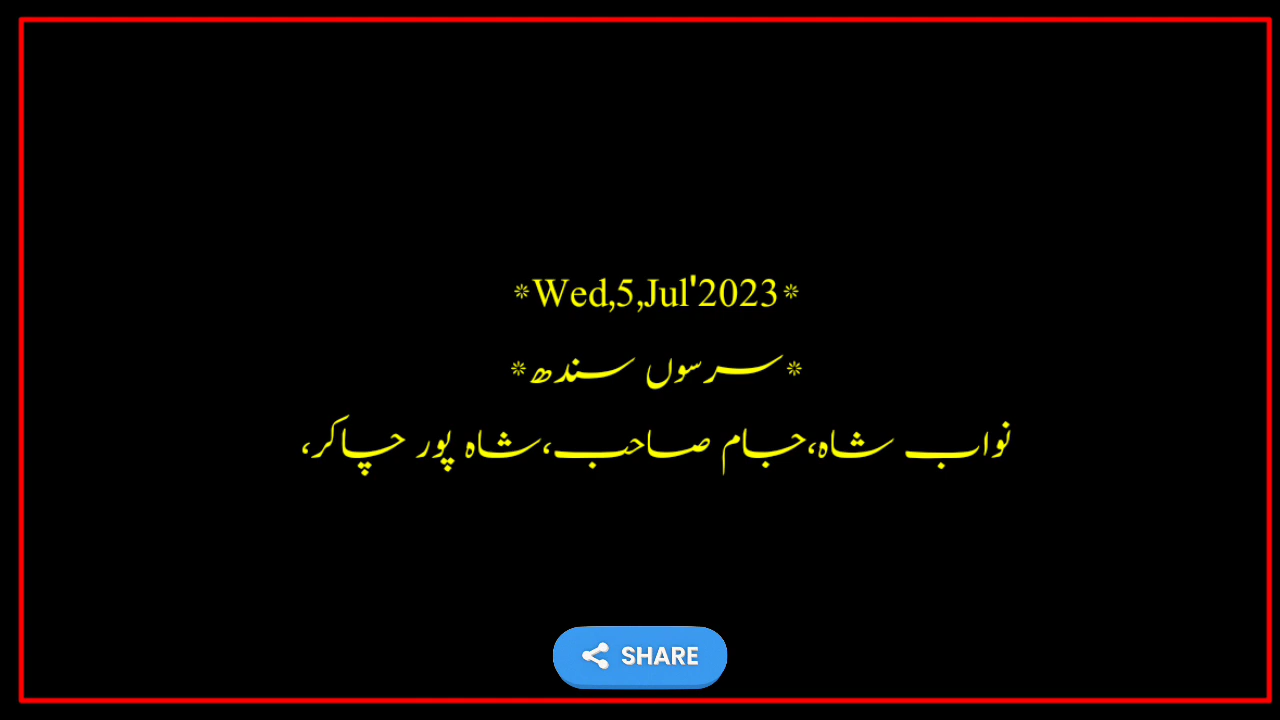 *Wed,5,Jul'2023*
*سرسوں سندھ*
نواب شاہ،جام صاحب،شاہ پور چاکر،
SHARE